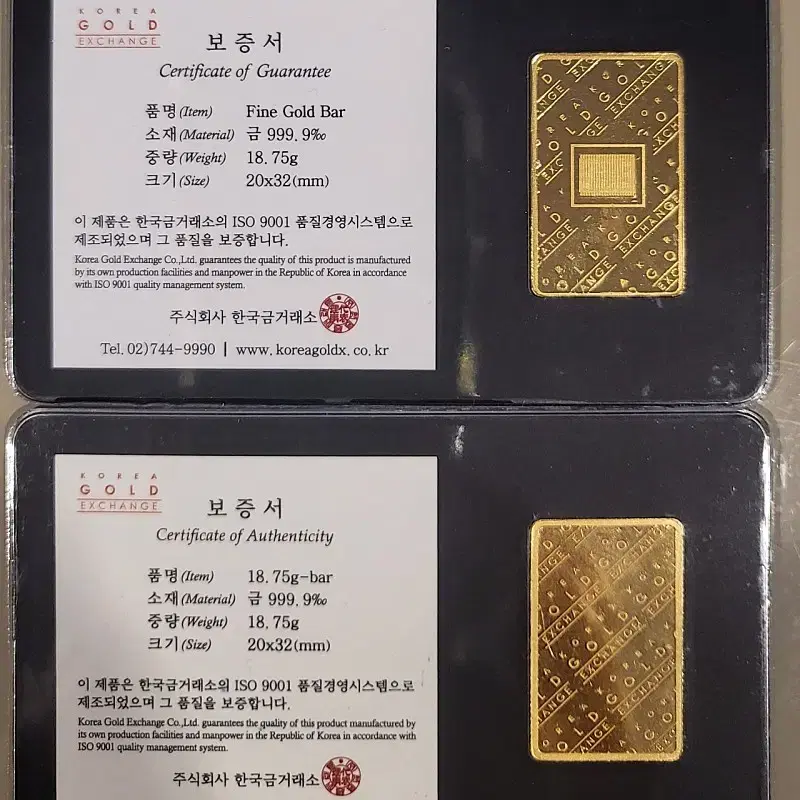 KOREA
GOLD
EXCHANGE
보증서
Certificate of Guarantee
품명(Item) Fine Gold Bar
소재(Material) 금 999.9‰
중량(Weight) 18.75g
크기(Size) 20x32(mm)
이 제품은 한국금거래소의 ISO 9001 품질경영시스템으로
제조되었으며 그 품질을 보증합니다.
Korea Gold Exchange Co.,Ltd. guarantees the quality of this product is manufactured
by its own production facilities and manpower in the Republic of Korea in accordance
with ISO 9001 quality management system.
주식회사 한국금거래소
Tel. 02)744-9990 | www.koreagoldx.co.kr
KOREA
GOLD
EXCHANGE
KOREA
GOLD
EXCHANGE
보증서
Certificate of Authenticity
품명(Item) 18.75g-bar
소재(Material) 금 999.9‰
중량(Weight) 18.75g
크기(Size) 20x32(mm)
이 제품은 한국금거래소의 ISO 9001 품질경영시스템으로
제조되었으며 그 품질을 보증합니다.
Korea Gold Exchange Co.,Ltd. guarantees the quality of this product is manufactured by
its own production facilities and manpower in the Republic of Korea in accordance with
ISO 9001 quality management system.
주식회사 한국금거래소
KOREA
GOLD
EXCHANGE